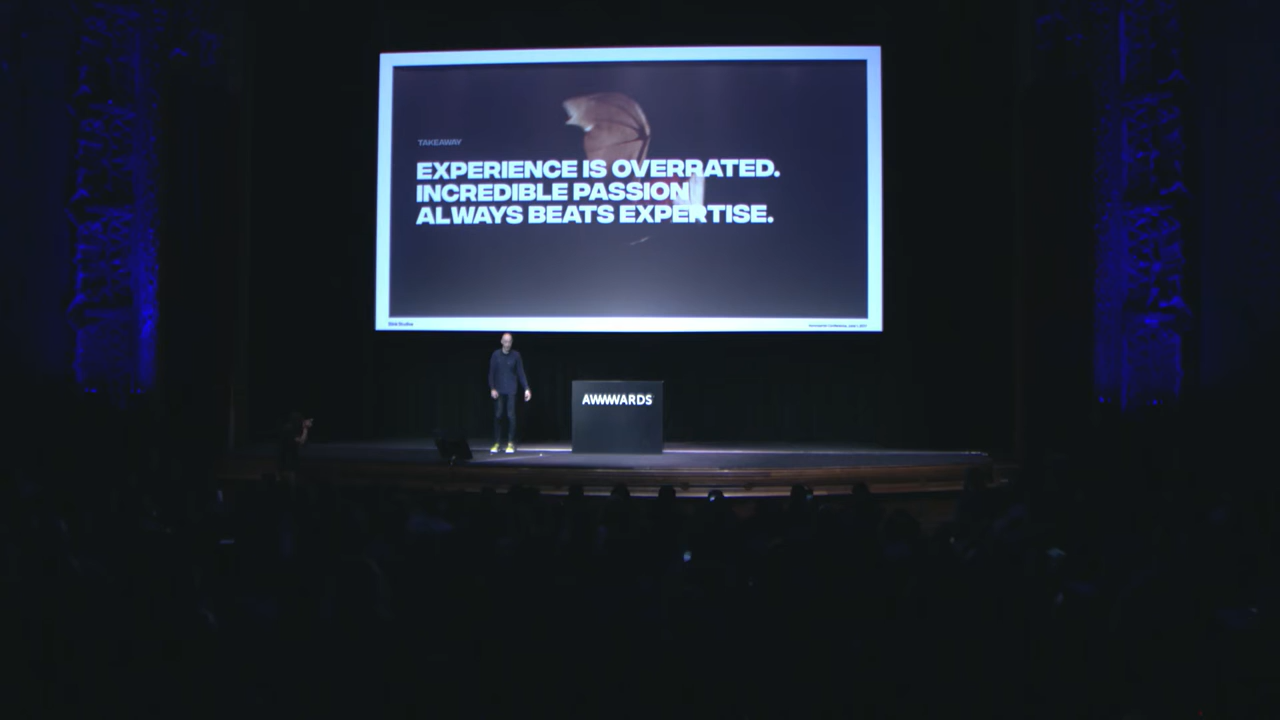 TAKEAWAY
EXPERIENCE IS OVERRATED.
INCREDIBLE PASSION
ALWAYS BEATS EXPERTISE.
AWWWARDS